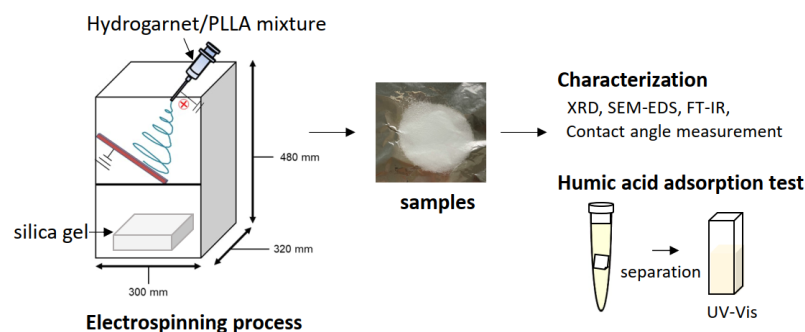 Hydrogarnet/PLLA mixture
480 mm
silica gel
320 mm
300 mm
Electrospinning process
samples
Characterization
XRD, SEM-EDS, FT-IR,
Contact angle measurement
Humic acid adsorption test
separation
UV-Vis